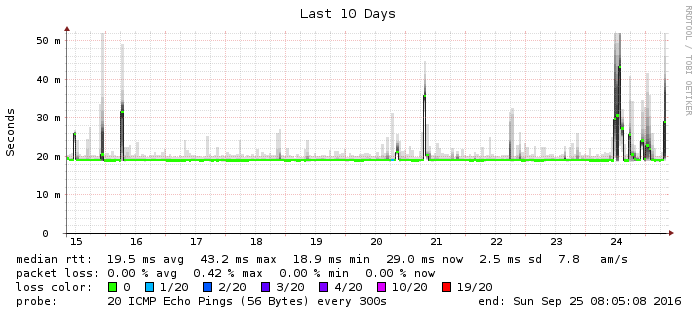 Last 10 Days
RRDTOOL / TOBI OETIKER
Seconds
50 m
40 m
30 m
20 m
10 m
0
15 16 17 18 19 20 21 22 23 24
median rtt: 19.5 ms avg 43.2 ms max 18.9 ms min 29.0 ms now 2.5 ms sd 7.8 am/s
packet loss: 0.00 % avg 0.42 % max 0.00 % min 0.00 % now
loss color: 0 1/20 2/20 3/20 4/20 10/20 19/20
probe: 20 ICMP Echo Pings (56 Bytes) every 300s end: Sun Sep 25 08:05:08 2016